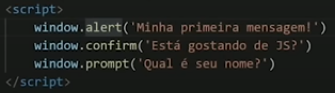 <script>
window.alert('Minha primeira mensagem!')
window.confirm('Está gostando de JS?')
window.prompt('Qual é seu nome?')
</script>